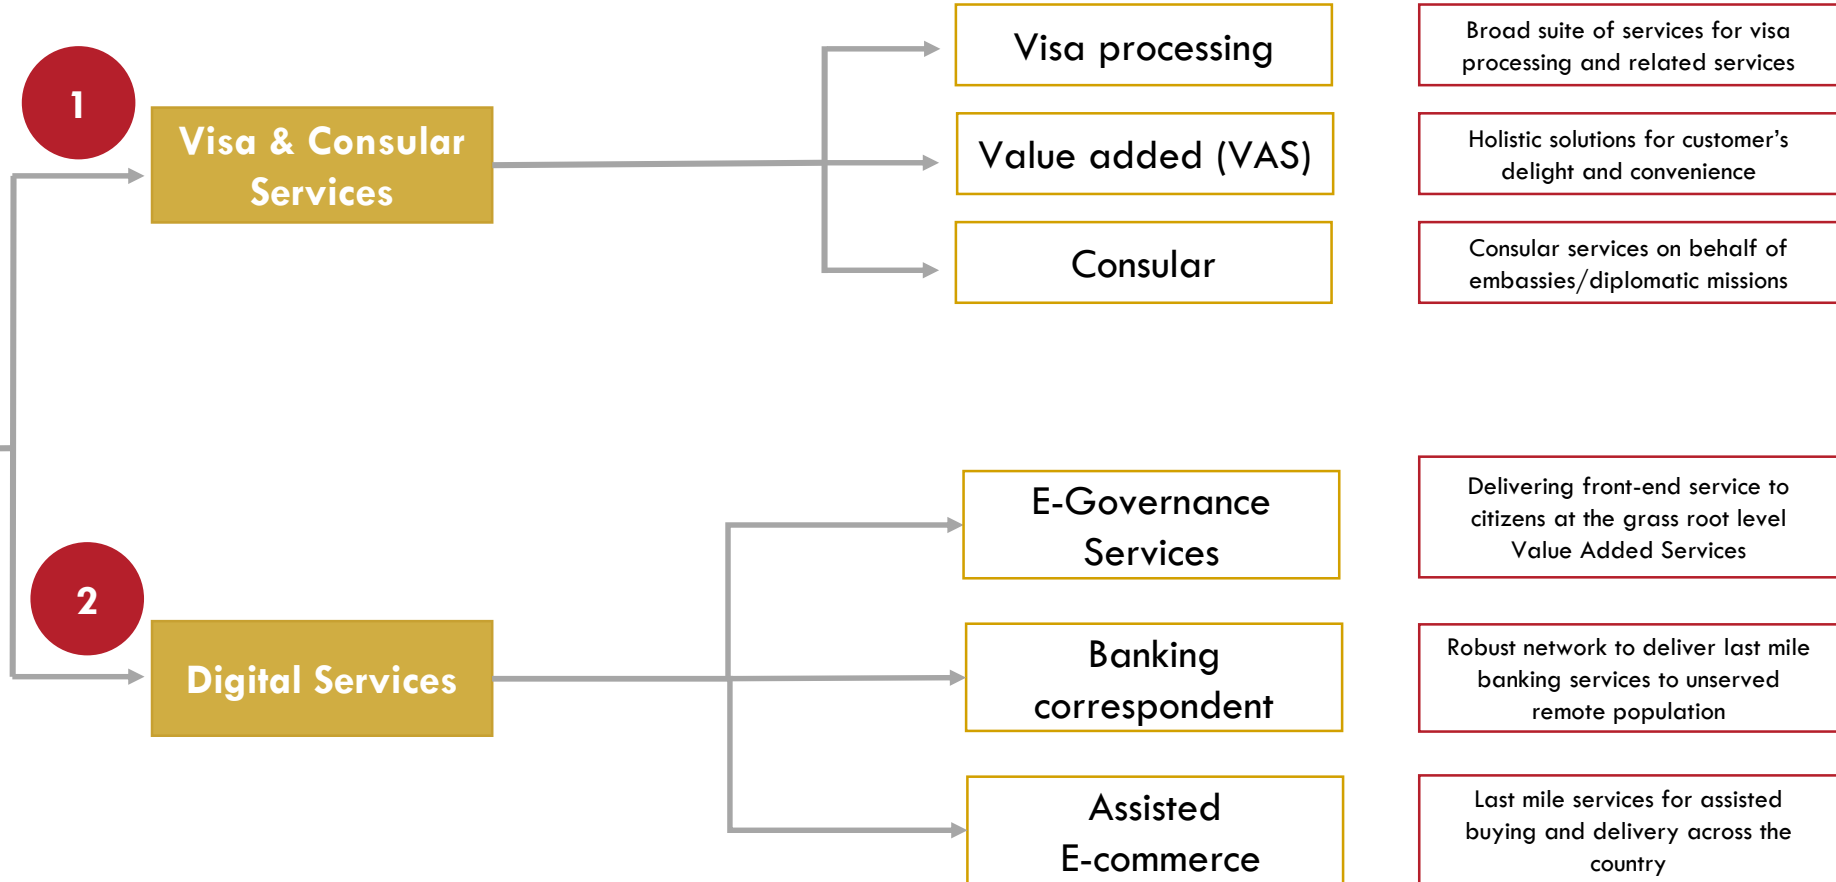 1
Visa & Consular
Services
Visa processing
Broad suite of services for visa
processing and related services
Value added (VAS)
Holistic solutions for customer’s
delight and convenience
Consular
Consular services on behalf of
embassies/diplomatic missions
2
Digital Services
E-Governance
Services
Delivering front-end service to
citizens at the grass root level
Value Added Services
Banking
correspondent
Robust network to deliver last mile
banking services to unserved
remote population
Assisted
E-commerce
Last mile services for assisted
buying and delivery across the
country